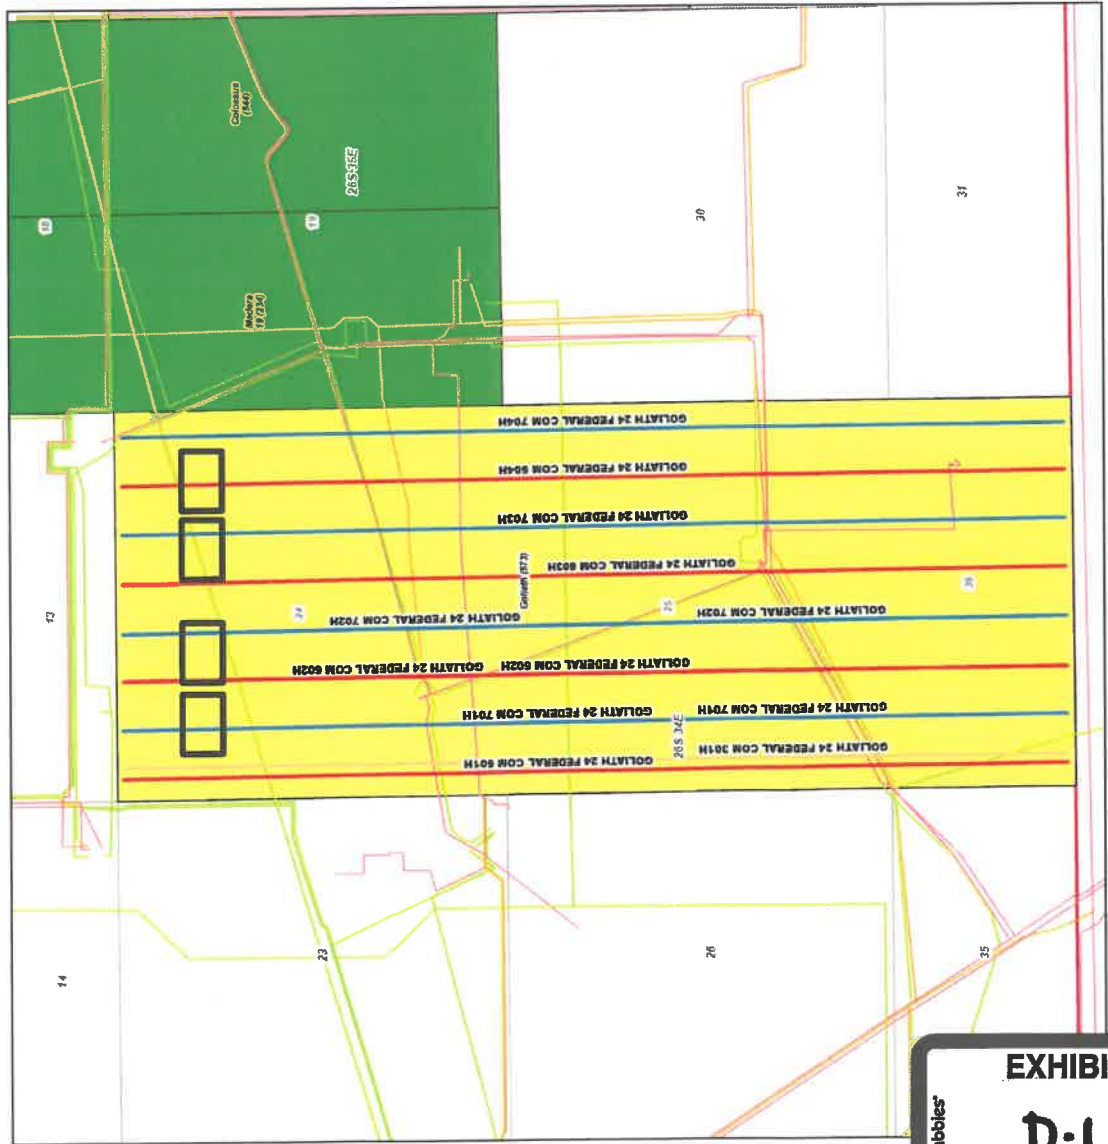 Colossus
(544)
18
26S-35E
19
Madera
19 (234)
30
31
13
GOLIATH 24 FEDERAL COM 704H
GOLIATH 24 FEDERAL COM 604H
GOLIATH 24 FEDERAL COM 703H
GOLIATH 24 FEDERAL COM 603H
Goliath (573)
24
25
36
GOLIATH 24 FEDERAL COM 702H
GOLIATH 24 FEDERAL COM 702H
GOLIATH 24 FEDERAL COM 602H
GOLIATH 24 FEDERAL COM 602H
GOLIATH 24 FEDERAL COM 701H
GOLIATH 24 FEDERAL COM 701H
26S 34E
GOLIATH 24 FEDERAL COM 301H
GOLIATH 24 FEDERAL COM 601H
14
23
26
35
EXHIBI
bbies'
D-1